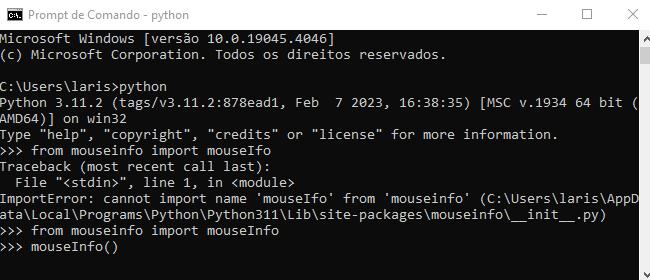 Prompt de Comando - python
Microsoft Windows [versão 10.0.19045.4046]
(c) Microsoft Corporation. Todos os direitos reservados.
C:\Users\laris>python
Python 3.11.2 (tags/v3.11.2:878ead1, Feb  7 2023, 16:38:35) [MSC v.1934 64 bit (
AMD64)] on win32
Type "help", "copyright", "credits" or "license" for more information.
>>> from mouseinfo import mouseIfo
Traceback (most recent call last):
  File "<stdin>", line 1, in <module>
ImportError: cannot import name 'mouseIfo' from 'mouseinfo' (C:\Users\laris\AppD
ata\Local\Programs\Python\Python311\Lib\site-packages\mouseinfo\__init__.py)
>>> from mouseinfo import mouseInfo
>>> mouseInfo()